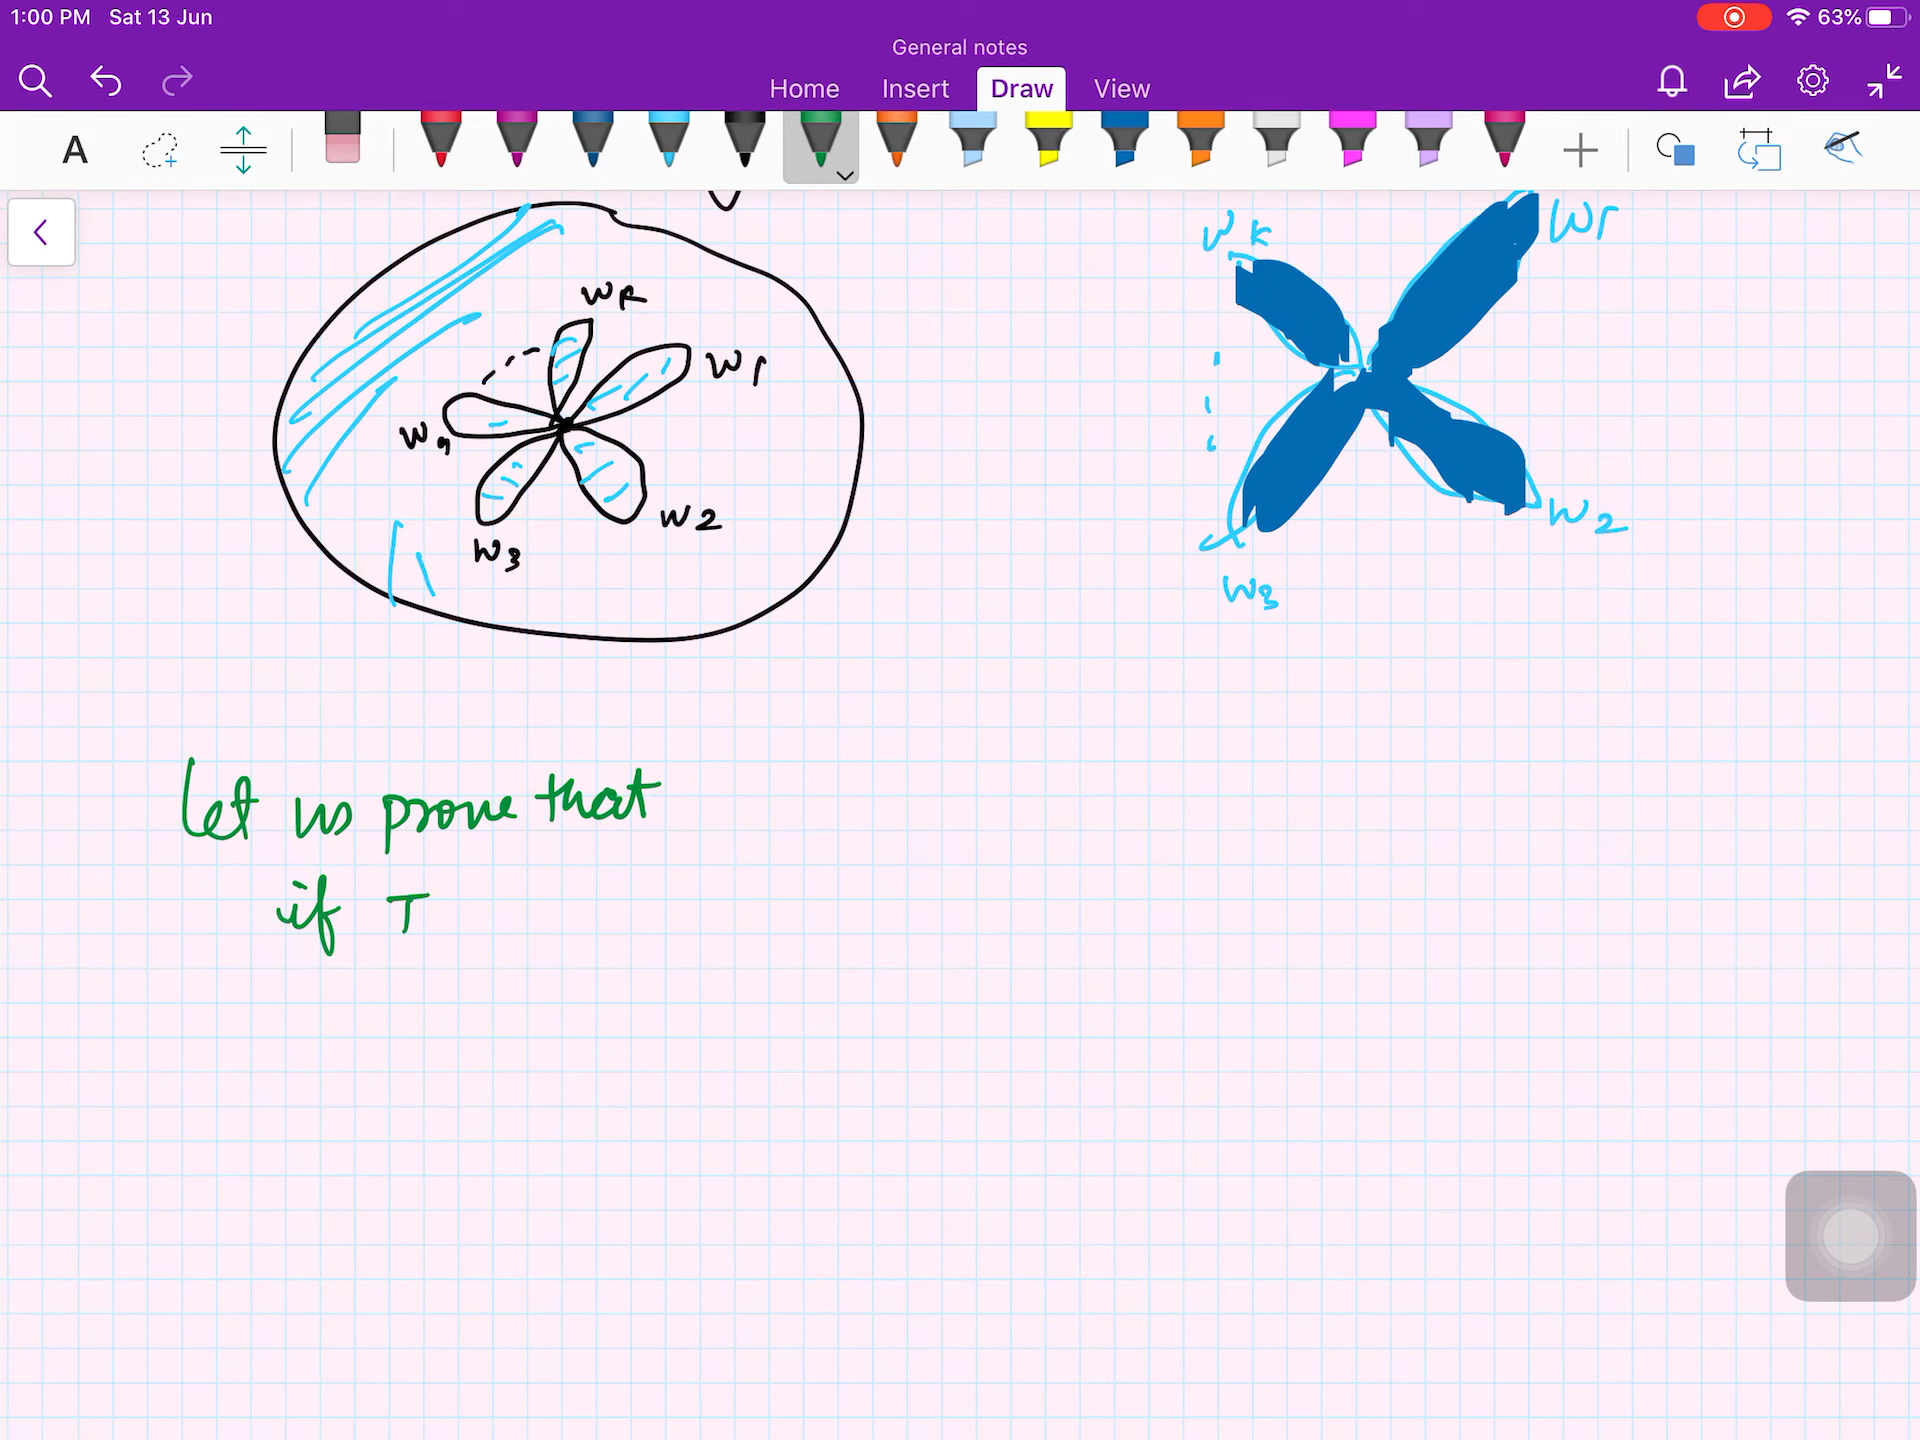 1:00 PM Sat 13 Jun
63%
General notes
Home Insert Draw View
A
WK
W1
WK
W1
W2
W3
W2
W3
Let us prove that
if T